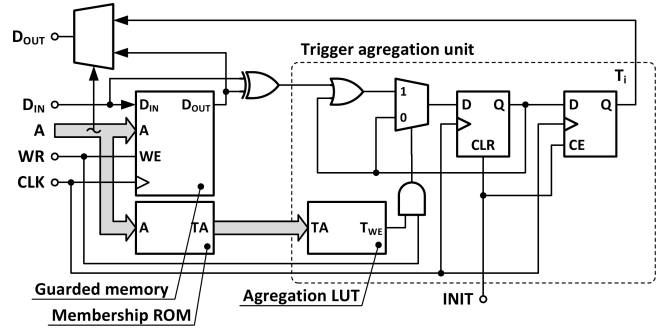 DOUT
Trigger agregation unit
Ti
DIN
DIN DOUT
1
D Q
D Q
A
A
0
WR
WE
CLR
CE
CLK
A TA
TA TWE
Guarded memory
Agregation LUT
INIT
Membership ROM